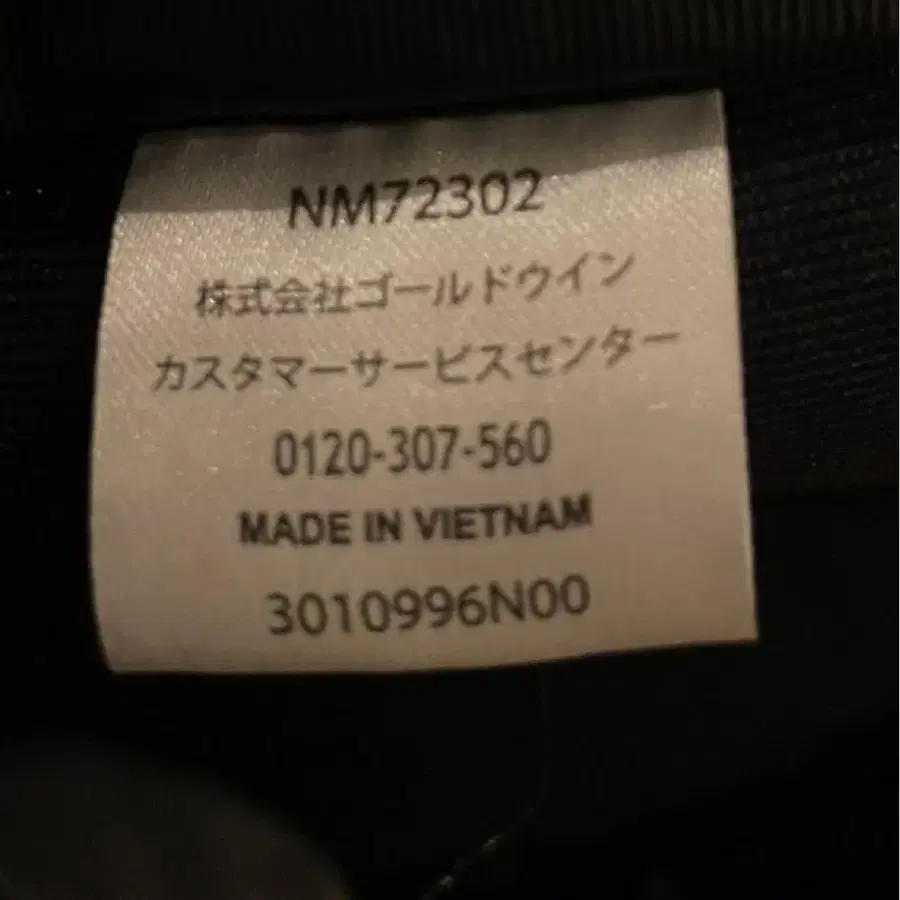 NM72302
株式会社ゴールドウイン
カスタマーサービスセンター
0120-307-560
MADE IN VIETNAM
3010996N00